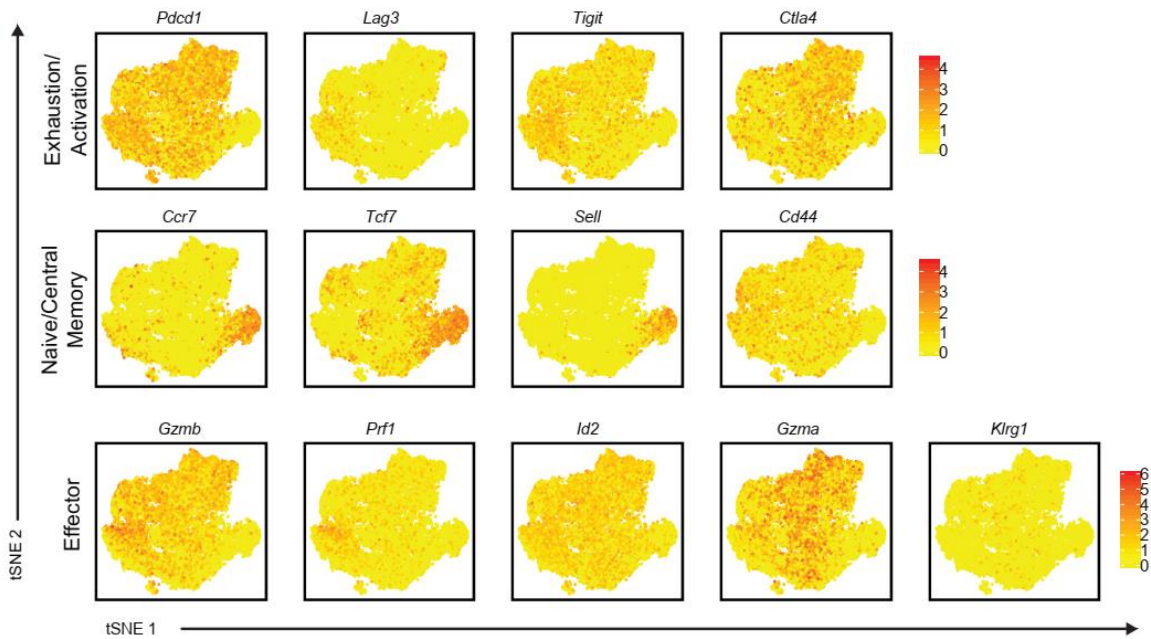 Pdcd1 Lag3 Tigit Ctla4
Exhaustion/
Activation
4
3
2
1
0
Ccr7 Tcf7 Sell Cd44
Naive/Central
Memory
4
3
2
1
0
Gzmb Prf1 Id2 Gzma Klrg1
Effector
6
5
4
3
2
1
0
tSNE 2
tSNE 1